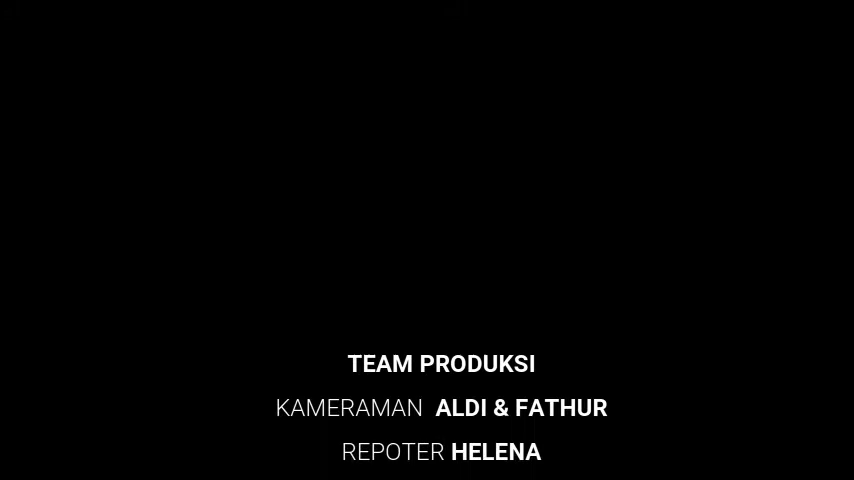 TEAM PRODUKSI
KAMERAMAN ALDI & FATHUR
REPOTER HELENA